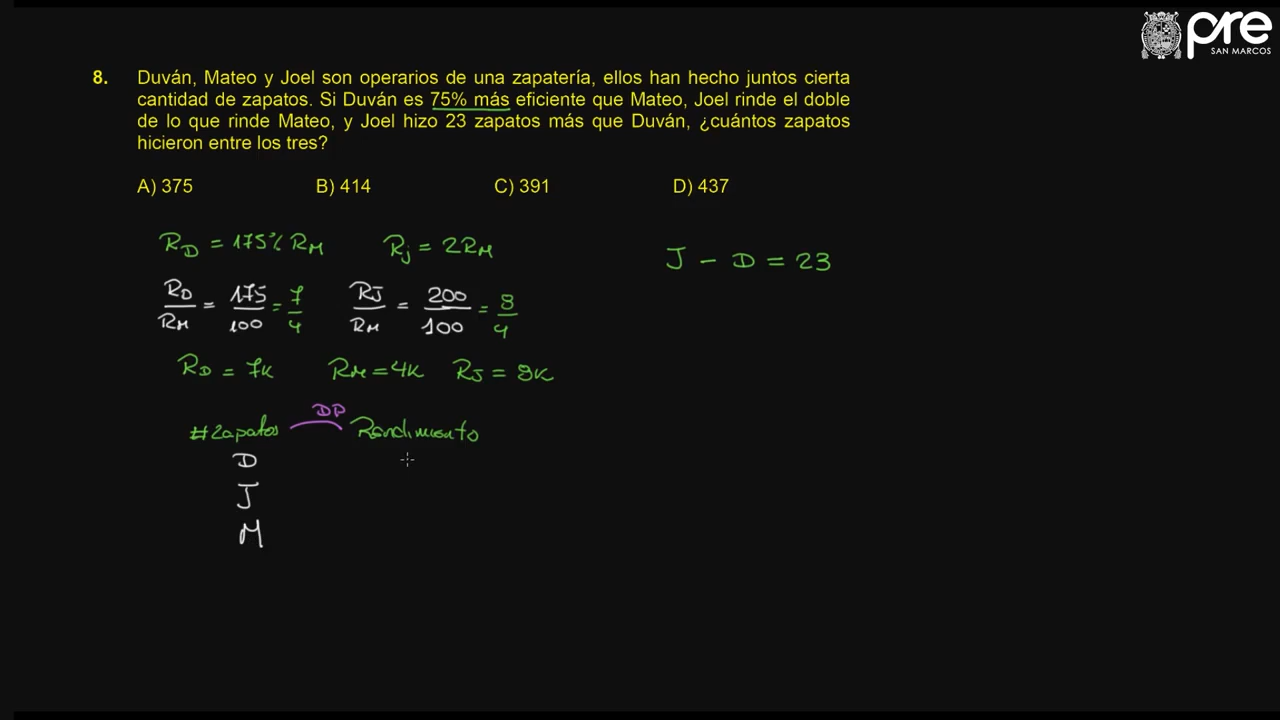 pre
SAN MARCOS
8. Duván, Mateo y Joel son operarios de una zapatería, ellos han hecho juntos cierta
cantidad de zapatos. Si Duván es 75% más eficiente que Mateo, Joel rinde el doble
de lo que rinde Mateo, y Joel hizo 23 zapatos más que Duván, ¿cuántos zapatos
hicieron entre los tres?
A) 375 B) 414 C) 391 D) 437
R_D = 175% R_M R_j = 2R_M J - D = 23
R_D/R_M = 175/100 = 7/4 R_J/R_M = 200/100 = 8/4
R_D = 7K R_M = 4K R_J = 8K
DP
#Zapatos Rendimiento
D
J
M